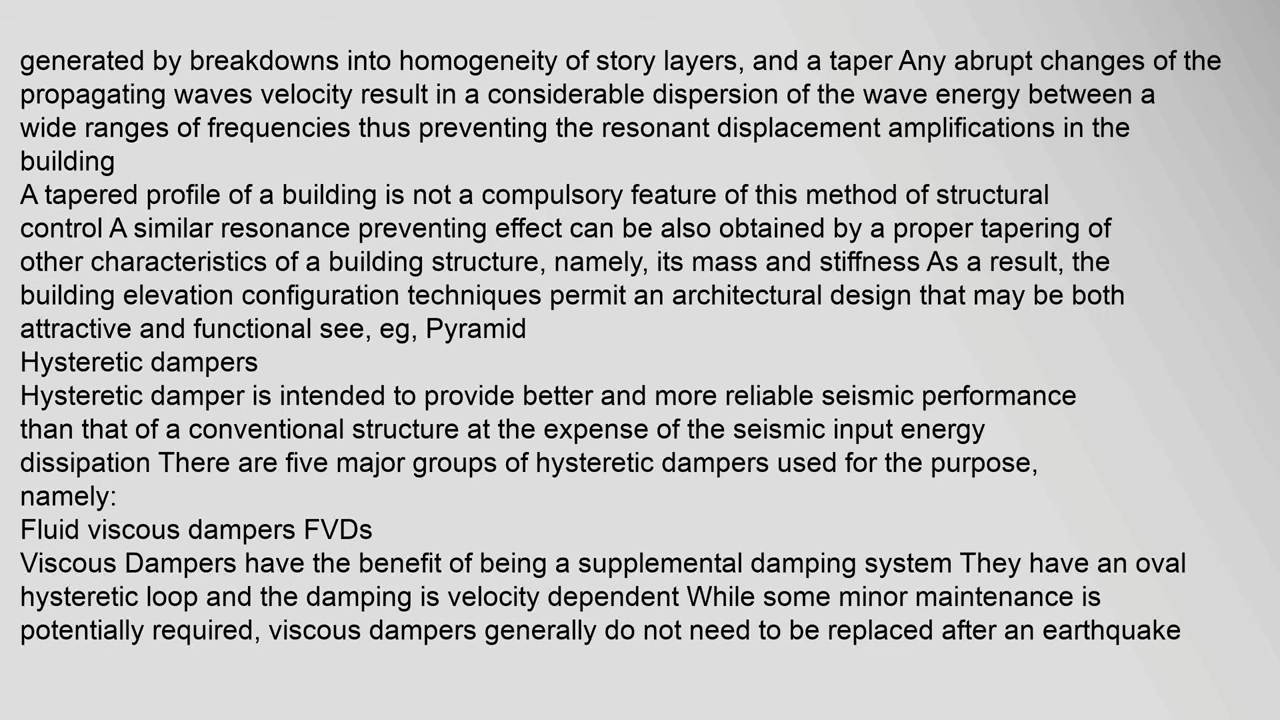 generated by breakdowns into homogeneity of story layers, and a taper Any abrupt changes of the
propagating waves velocity result in a considerable dispersion of the wave energy between a
wide ranges of frequencies thus preventing the resonant displacement amplifications in the
building
A tapered profile of a building is not a compulsory feature of this method of structural
control A similar resonance preventing effect can be also obtained by a proper tapering of
other characteristics of a building structure, namely, its mass and stiffness As a result, the
building elevation configuration techniques permit an architectural design that may be both
attractive and functional see, eg, Pyramid
Hysteretic dampers
Hysteretic damper is intended to provide better and more reliable seismic performance
than that of a conventional structure at the expense of the seismic input energy
dissipation There are five major groups of hysteretic dampers used for the purpose,
namely:
Fluid viscous dampers FVDs
Viscous Dampers have the benefit of being a supplemental damping system They have an oval
hysteretic loop and the damping is velocity dependent While some minor maintenance is
potentially required, viscous dampers generally do not need to be replaced after an earthquake